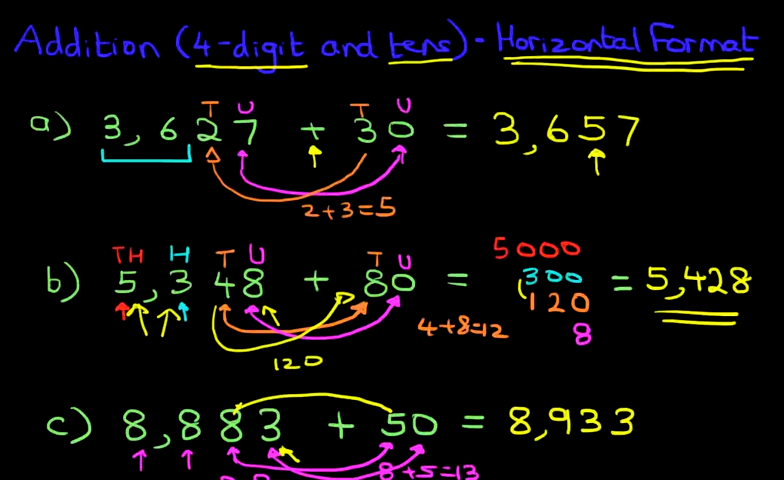 Addition (4-digit and tens) - Horizontal Format
T U T U
a) 3,627 + 30 = 3,657
2+3=5
TH H T U T U
b) 5,348 + 80 = 5000 300 120 8 = 5,428
4+8=12
120
c) 8,883 + 50 = 8,933
8+5=13